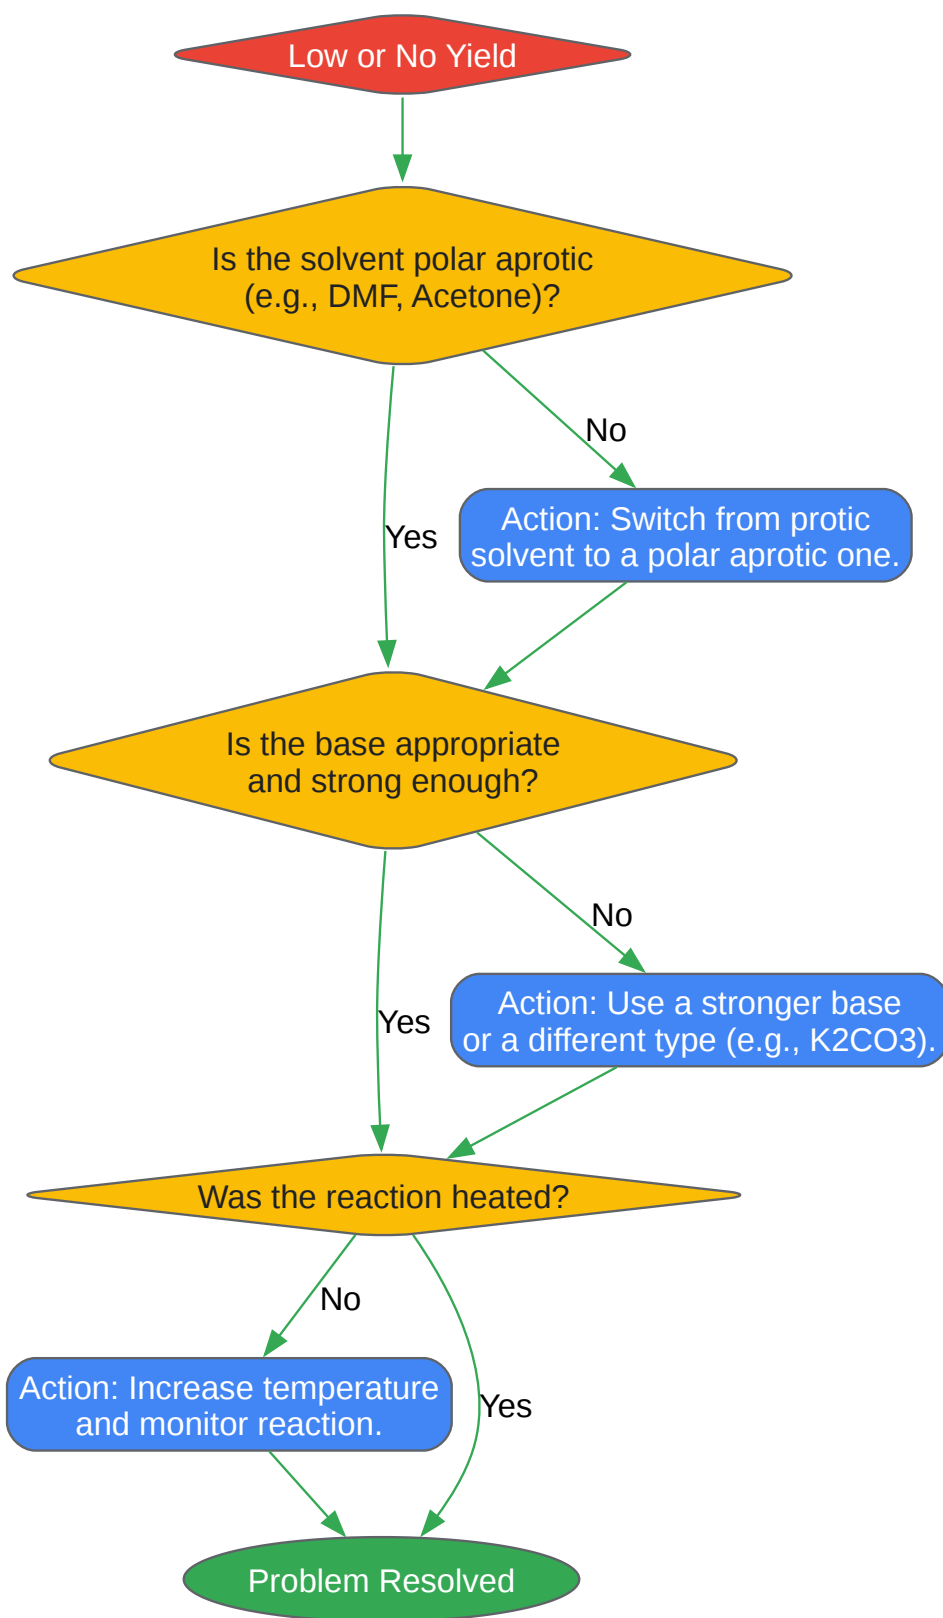 Low or No Yield
Is the solvent polar aprotic
(e.g., DMF, Acetone)?
No
Yes
Action: Switch from protic
solvent to a polar aprotic one.
Is the base appropriate
and strong enough?
No
Yes
Action: Use a stronger base
or a different type (e.g., K2CO3).
Was the reaction heated?
No
Yes
Action: Increase temperature
and monitor reaction.
Problem Resolved